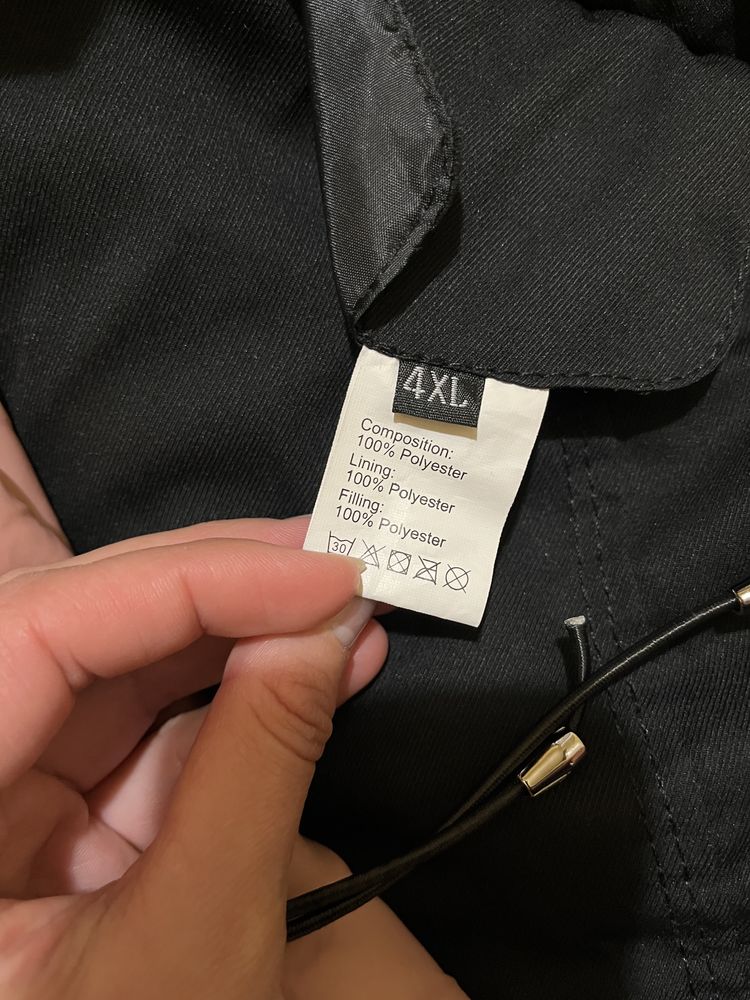 4XL
Composition:
100% Polyester
Lining:
100% Polyester
Filling:
100% Polyester
30